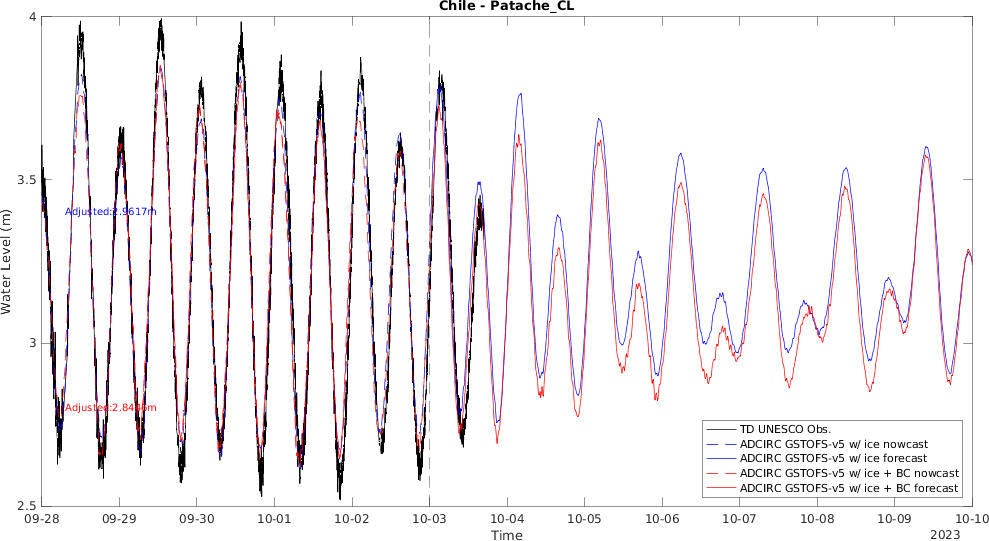 Chile - Patache_CL
4
3.5
3
2.5
Water Level (m)
Adjusted:2.9617m
TD UNESCO Obs.
ADCIRC GSTOFS-v5 w/ ice nowcast
ADCIRC GSTOFS-v5 w/ ice forecast
ADCIRC GSTOFS-v5 w/ ice + BC nowcast
ADCIRC GSTOFS-v5 w/ ice + BC forecast
09-28 09-29 09-30 10-01 10-02 10-03 10-04 10-05 10-06 10-07 10-08 10-09 10-10
Time
2023